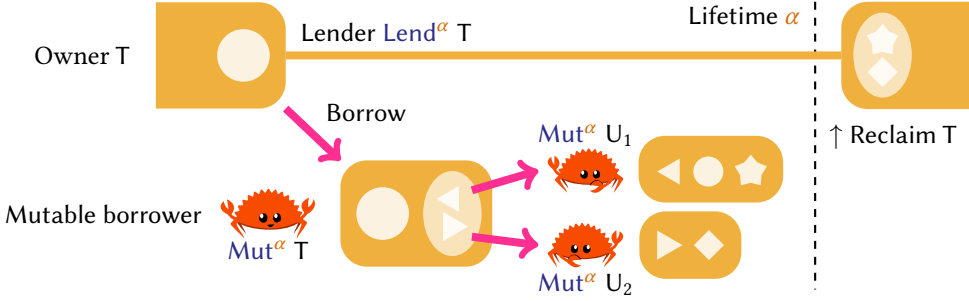 Lifetime α
Lender Lend^α T
Owner T
Borrow
↑ Reclaim T
Mut^α U₁
Mutable borrower
Mut^α T
Mut^α U₂